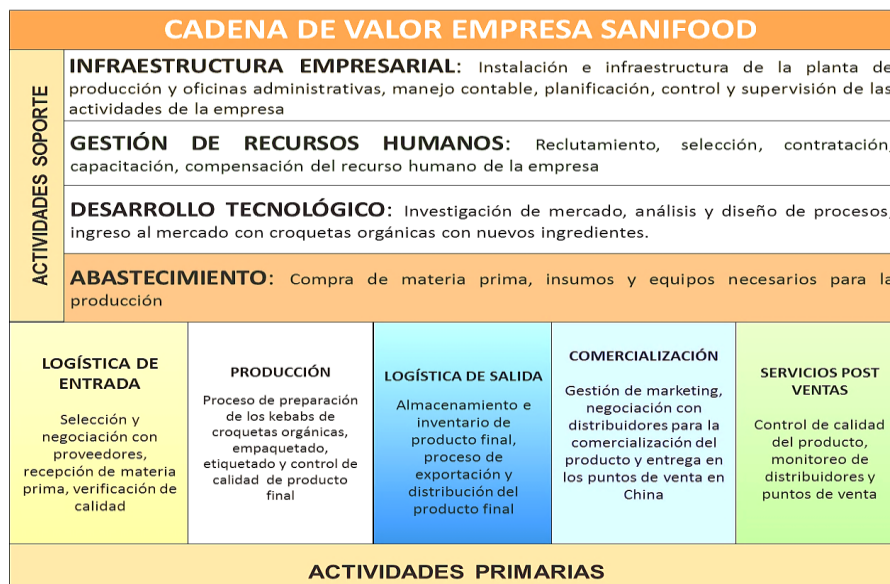 CADENA DE VALOR EMPRESA SANIFOOD
ACTIVIDADES SOPORTE
INFRAESTRUCTURA EMPRESARIAL: Instalación e infraestructura de la planta de
producción y oficinas administrativas, manejo contable, planificación, control y supervisión de las
actividades de la empresa
GESTIÓN DE RECURSOS HUMANOS: Reclutamiento, selección, contratación,
capacitación, compensación del recurso humano de la empresa
DESARROLLO TECNOLÓGICO: Investigación de mercado, análisis y diseño de procesos,
ingreso al mercado con croquetas orgánicas con nuevos ingredientes.
ABASTECIMIENTO: Compra de materia prima, insumos y equipos necesarios para la
producción
LOGÍSTICA DE
ENTRADA
Selección y
negociación con
proveedores,
recepción de materia
prima, verificación de
calidad
PRODUCCIÓN
Proceso de preparación
de los kebabs de
croquetas orgánicas,
empaquetado,
etiquetado y control de
calidad de producto
final
LOGÍSTICA DE SALIDA
Almacenamiento e
inventario de
producto final,
proceso de
exportación y
distribución del
producto final
COMERCIALIZACIÓN
Gestión de marketing,
negociación con
distribuidores para la
comercialización del
producto y entrega en
los puntos de venta en
China
SERVICIOS POST
VENTAS
Control de calidad
del producto,
monitoreo de
distribuidores y
puntos de venta
ACTIVIDADES PRIMARIAS